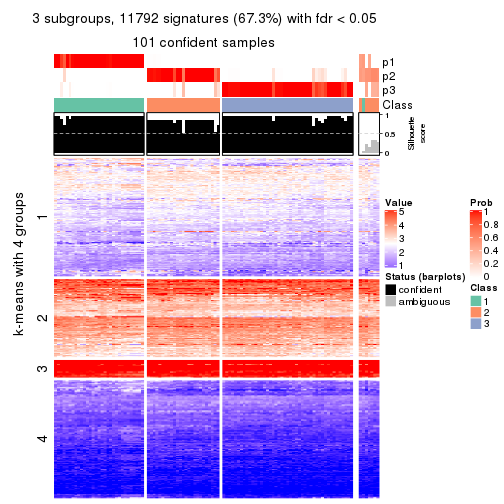 3 subgroups, 11792 signatures (67.3%) with fdr < 0.05
101 confident samples
p1
p2
p3
Class
1
0.5
0
Silhouette
score
k-means with 4 groups
1
2
3
4
Value
5
4
3
2
1
Status (barplots)
confident
ambiguous
Prob
1
0.8
0.6
0.4
0.2
0
Class
1
2
3